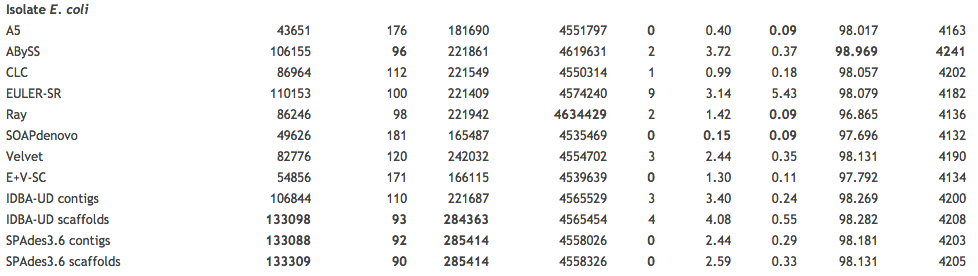 Isolate E. coli
A5 43651 176 181690 4551797 0 0.40 0.09 98.017 4163
ABySS 106155 96 221861 4619631 2 3.72 0.37 98.969 4241
CLC 86964 112 221549 4550314 1 0.99 0.18 98.057 4202
EULER-SR 110153 100 221409 4574240 9 3.14 5.43 98.079 4182
Ray 86246 98 221942 4634429 2 1.42 0.09 96.865 4136
SOAPdenovo 49626 181 165487 4535469 0 0.15 0.09 97.696 4132
Velvet 82776 120 242032 4554702 3 2.44 0.35 98.131 4190
E+V-SC 54856 171 166115 4539639 0 1.30 0.11 97.792 4134
IDBA-UD contigs 106844 110 221687 4565529 3 3.40 0.24 98.269 4200
IDBA-UD scaffolds 133098 93 284363 4565454 4 4.08 0.55 98.282 4208
SPAdes3.6 contigs 133088 92 285414 4558026 0 2.44 0.29 98.181 4203
SPAdes3.6 scaffolds 133309 90 285414 4558326 0 2.59 0.33 98.131 4205